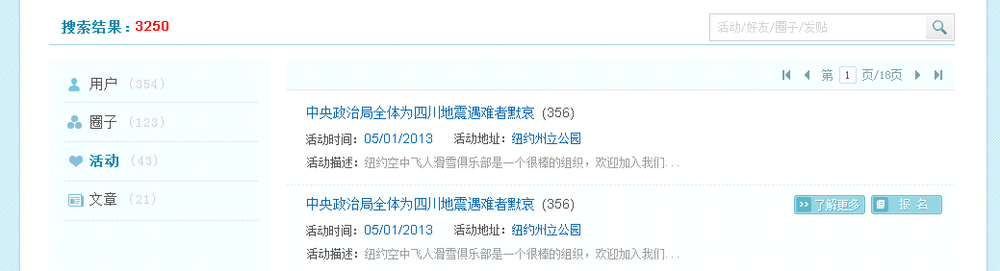 搜索结果：3250
活动/好友/圈子/发贴
用户 (354)
圈子 (123)
活动 (43)
文章 (21)
第 1 页/18页
中央政治局全体为四川地震遇难者默哀 (356)
活动时间：05/01/2013 活动地址：纽约州立公园
活动描述：纽约空中飞人滑雪俱乐部是一个很棒的组织，欢迎加入我们...
中央政治局全体为四川地震遇难者默哀 (356)
了解更多 报 名
活动时间：05/01/2013 活动地址：纽约州立公园
活动描述：纽约空中飞人滑雪俱乐部是一个很棒的组织，欢迎加入我们...